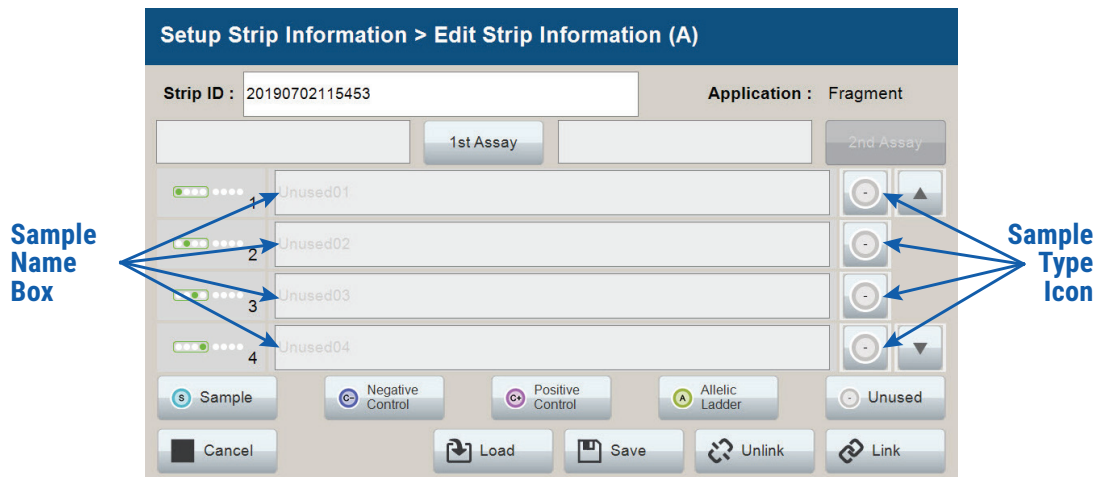 Setup Strip Information > Edit Strip Information (A)
Strip ID : 20190702115453 Application : Fragment
1st Assay 2nd Assay
1 Unused01 -
2 Unused02 -
3 Unused03 -
4 Unused04 -
Sample
Name
Box
Sample
Type
Icon
S Sample
C- Negative
Control
C+ Positive
Control
A Allelic
Ladder
- Unused
Cancel Load Save Unlink Link